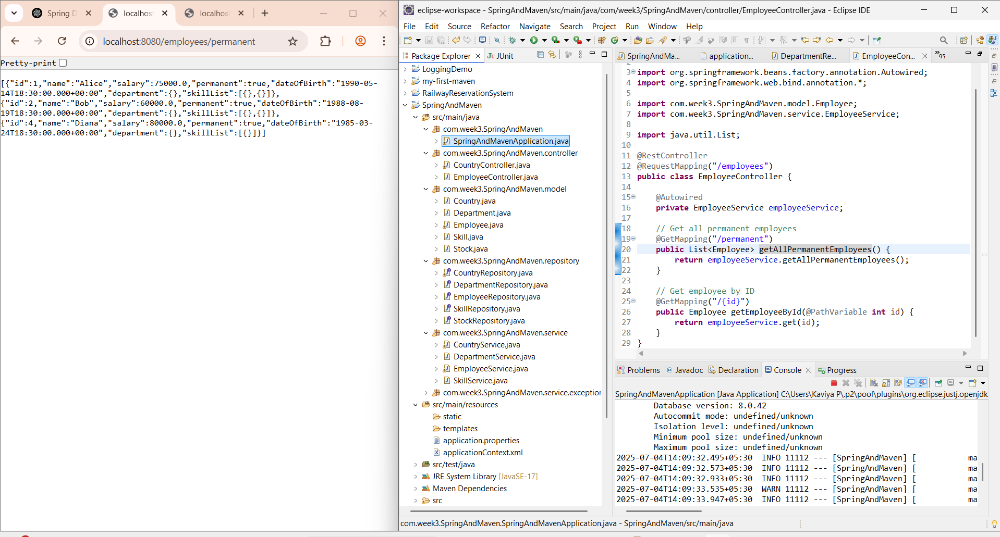 Spring D
localhost
localhost
localhost:8080/employees/permanent
Pretty-print
[{"id":1,"name":"Alice","salary":75000.0,"permanent":true,"dateOfBirth":"1990-05-
14T18:30:00.000+00:00","department":{},"skillList":[{},{}]},
{"id":2,"name":"Bob","salary":60000.0,"permanent":true,"dateOfBirth":"1988-08-
19T18:30:00.000+00:00","department":{},"skillList":[{},{}]},
{"id":4,"name":"Diana","salary":80000.0,"permanent":true,"dateOfBirth":"1985-03-
24T18:30:00.000+00:00","department":{},"skillList":[{}]}]
eclipse-workspace - SpringAndMaven/src/main/java/com/week3/SpringAndMaven/controller/EmployeeController.java - Eclipse IDE
File Edit Source Refactor Navigate Search Project Run Window Help
Package Explorer JUnit
LoggingDemo
my-first-maven
RailwayReservationSystem
SpringAndMaven
src/main/java
com.week3.SpringAndMaven
SpringAndMavenApplication.java
com.week3.SpringAndMaven.controller
CountryController.java
EmployeeController.java
com.week3.SpringAndMaven.model
Country.java
Department.java
Employee.java
Skill.java
Stock.java
com.week3.SpringAndMaven.repository
CountryRepository.java
DepartmentRepository.java
EmployeeRepository.java
SkillRepository.java
StockRepository.java
com.week3.SpringAndMaven.service
CountryService.java
DepartmentService.java
EmployeeService.java
SkillService.java
com.week3.SpringAndMaven.service.exception
src/main/resources
static
templates
application.properties
applicationContext.xml
src/test/java
JRE System Library [JavaSE-17]
Maven Dependencies
src
SpringAndMa... application... DepartmentRe... EmployeeCon... »95
3 import org.springframework.beans.factory.annotation.Autowired;
4 import org.springframework.web.bind.annotation.*;
5
6 import com.week3.SpringAndMaven.model.Employee;
7 import com.week3.SpringAndMaven.service.EmployeeService;
8
9 import java.util.List;
10
11 @RestController
12 @RequestMapping("/employees")
13 public class EmployeeController {
14
15 @Autowired
16 private EmployeeService employeeService;
17
18 // Get all permanent employees
19 @GetMapping("/permanent")
20 public List<Employee> getAllPermanentEmployees() {
21 return employeeService.getAllPermanentEmployees();
22 }
23
24 // Get employee by ID
25 @GetMapping("/{id}")
26 public Employee getEmployeeById(@PathVariable int id) {
27 return employeeService.get(id);
28 }
29 }
Problems @ Javadoc Declaration Console Progress
SpringAndMavenApplication [Java Application] C:\Users\Kaviya P\.p2\pool\plugins\org.eclipse.justj.openjdk
Database version: 8.0.42
Autocommit mode: undefined/unknown
Isolation level: undefined/unknown
Minimum pool size: undefined/unknown
Maximum pool size: undefined/unknown
2025-07-04T14:09:32.495+05:30 INFO 11112 --- [SpringAndMaven] [ ma
2025-07-04T14:09:32.573+05:30 INFO 11112 --- [SpringAndMaven] [ ma
2025-07-04T14:09:32.933+05:30 INFO 11112 --- [SpringAndMaven] [ ma
2025-07-04T14:09:33.535+05:30 WARN 11112 --- [SpringAndMaven] [ ma
2025-07-04T14:09:33.947+05:30 INFO 11112 --- [SpringAndMaven] [ ma
com.week3.SpringAndMaven.SpringAndMavenApplication.java - SpringAndMaven/src/main/java